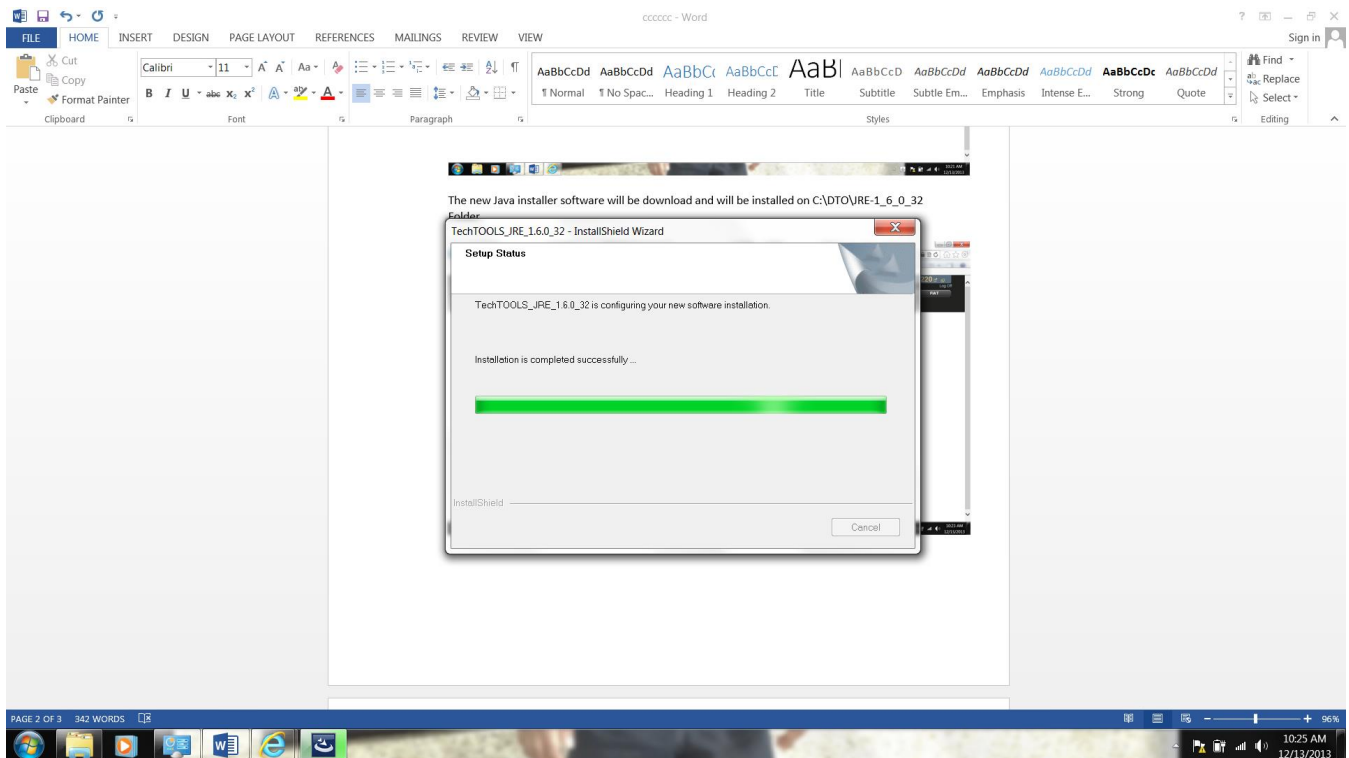 cccccc - Word
FILE HOME INSERT DESIGN PAGE LAYOUT REFERENCES MAILINGS REVIEW VIEW Sign in
Paste
Cut
Copy
Format Painter
Clipboard
Calibri 11
Font
Paragraph
AaBbCcDd AaBbCcDd AaBbCc AaBbCcE AaBl AaBbCcD AaBbCcDd AaBbCcDd AaBbCcDd AaBbCcDc AaBbCcDd
¶ Normal ¶ No Spac... Heading 1 Heading 2 Title Subtitle Subtle Em... Emphasis Intense E... Strong Quote
Styles
Find
Replace
Select
Editing
The new Java installer software will be download and will be installed on C:\DTO\JRE-1_6_0_32
Folder
TechTOOLS_JRE_1.6.0_32 - InstallShield Wizard
Setup Status
TechTOOLS_JRE_1.6.0_32 is configuring your new software installation.
Installation is completed successfully ...
InstallShield
Cancel
PAGE 2 OF 3 342 WORDS 96%
10:25 AM
12/13/2013